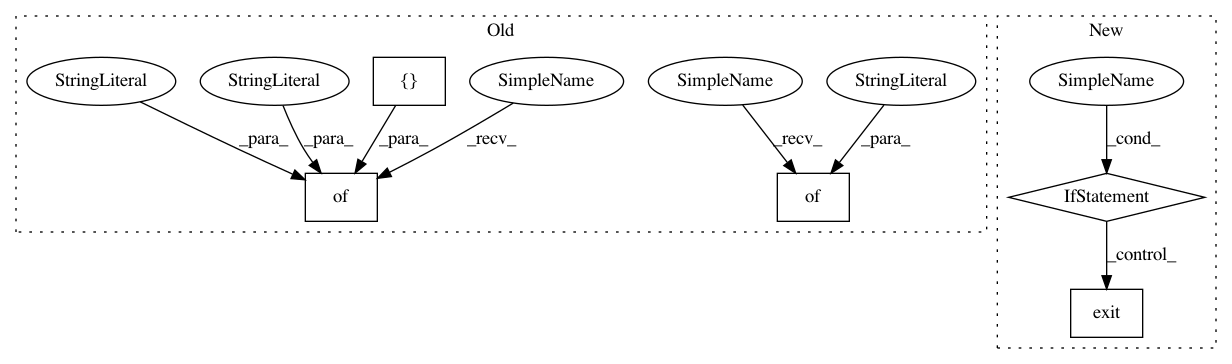 Old
New
StringLiteral
StringLiteral
{}
SimpleName
SimpleName
StringLiteral
SimpleName
_para_
_para_
_para_
_recv_
_recv_
_para_
_cond_
of
of
IfStatement
_control_
exit